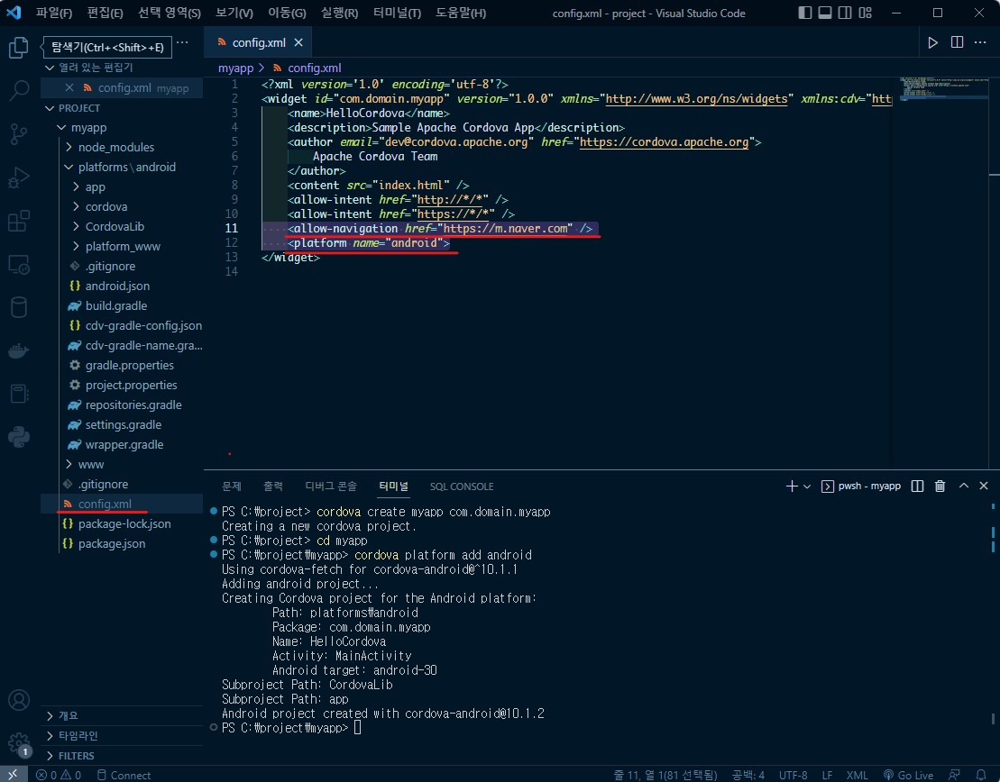 파일(F) 편집(E) 선택 영역(S) 보기(V) 이동(G) 실행(R) 터미널(T) 도움말(H) config.xml - project - Visual Studio Code
탐색기(Ctrl+<Shift>+E)
config.xml
열려 있는 편집기
config.xml myapp
PROJECT
myapp
node_modules
platforms\android
app
cordova
CordovaLib
platform_www
.gitignore
android.json
build.gradle
cdv-gradle-config.json
cdv-gradle-name.gra...
gradle.properties
project.properties
repositories.gradle
settings.gradle
wrapper.gradle
www
.gitignore
config.xml
package-lock.json
package.json
개요
타임라인
FILTERS
myapp > config.xml
1 <?xml version='1.0' encoding='utf-8'?>
2 <widget id="com.domain.myapp" version="1.0.0" xmlns="http://www.w3.org/ns/widgets" xmlns:cdv="htt
3 <name>HelloCordova</name>
4 <description>Sample Apache Cordova App</description>
5 <author email="dev@cordova.apache.org" href="https://cordova.apache.org">
6 Apache Cordova Team
7 </author>
8 <content src="index.html" />
9 <allow-intent href="http://*/*" />
10 <allow-intent href="https://*/*" />
11 <allow-navigation href="https://m.naver.com" />
12 <platform name="android">
13 </widget>
14
문제 출력 디버그 콘솔 터미널 SQL CONSOLE
pwsh - myapp
PS C:₩project> cordova create myapp com.domain.myapp
Creating a new cordova project.
PS C:₩project> cd myapp
PS C:₩project₩myapp> cordova platform add android
Using cordova-fetch for cordova-android@^10.1.1
Adding android project...
Creating Cordova project for the Android platform:
Path: platforms₩android
Package: com.domain.myapp
Name: HelloCordova
Activity: MainActivity
Android target: android-30
Subproject Path: CordovaLib
Subproject Path: app
Android project created with cordova-android@10.1.2
PS C:₩project₩myapp>
1
0 0 Connect 줄 11, 열 1(81 선택됨) 공백: 4 UTF-8 LF XML Go Live